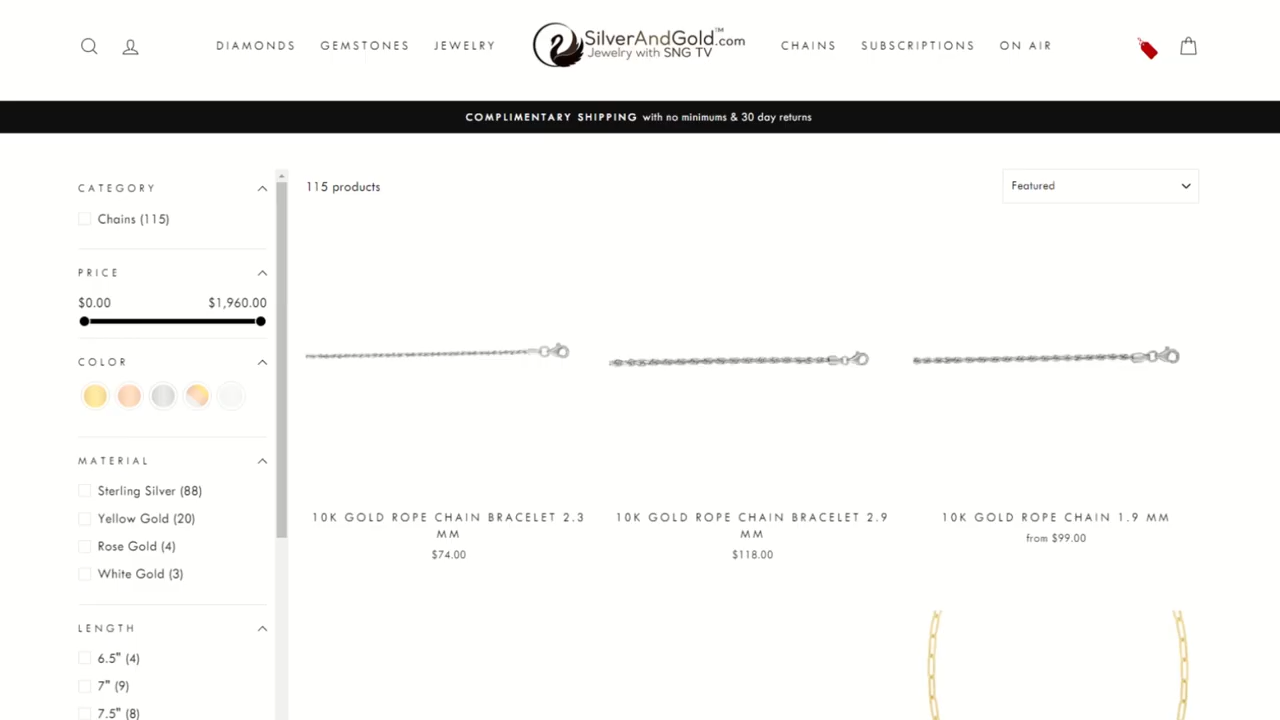 DIAMONDS GEMSTONES JEWELRY
SilverAndGold.com™
Jewelry with SNG TV
CHAINS SUBSCRIPTIONS ON AIR
COMPLIMENTARY SHIPPING with no minimums & 30 day returns
CATEGORY
Chains (115)
PRICE
$0.00 $1,960.00
COLOR
MATERIAL
Sterling Silver (88)
Yellow Gold (20)
Rose Gold (4)
White Gold (3)
LENGTH
6.5" (4)
7" (9)
7.5" (8)
115 products
Featured
10K GOLD ROPE CHAIN BRACELET 2.3
MM
$74.00
10K GOLD ROPE CHAIN BRACELET 2.9
MM
$118.00
10K GOLD ROPE CHAIN 1.9 MM
from $99.00